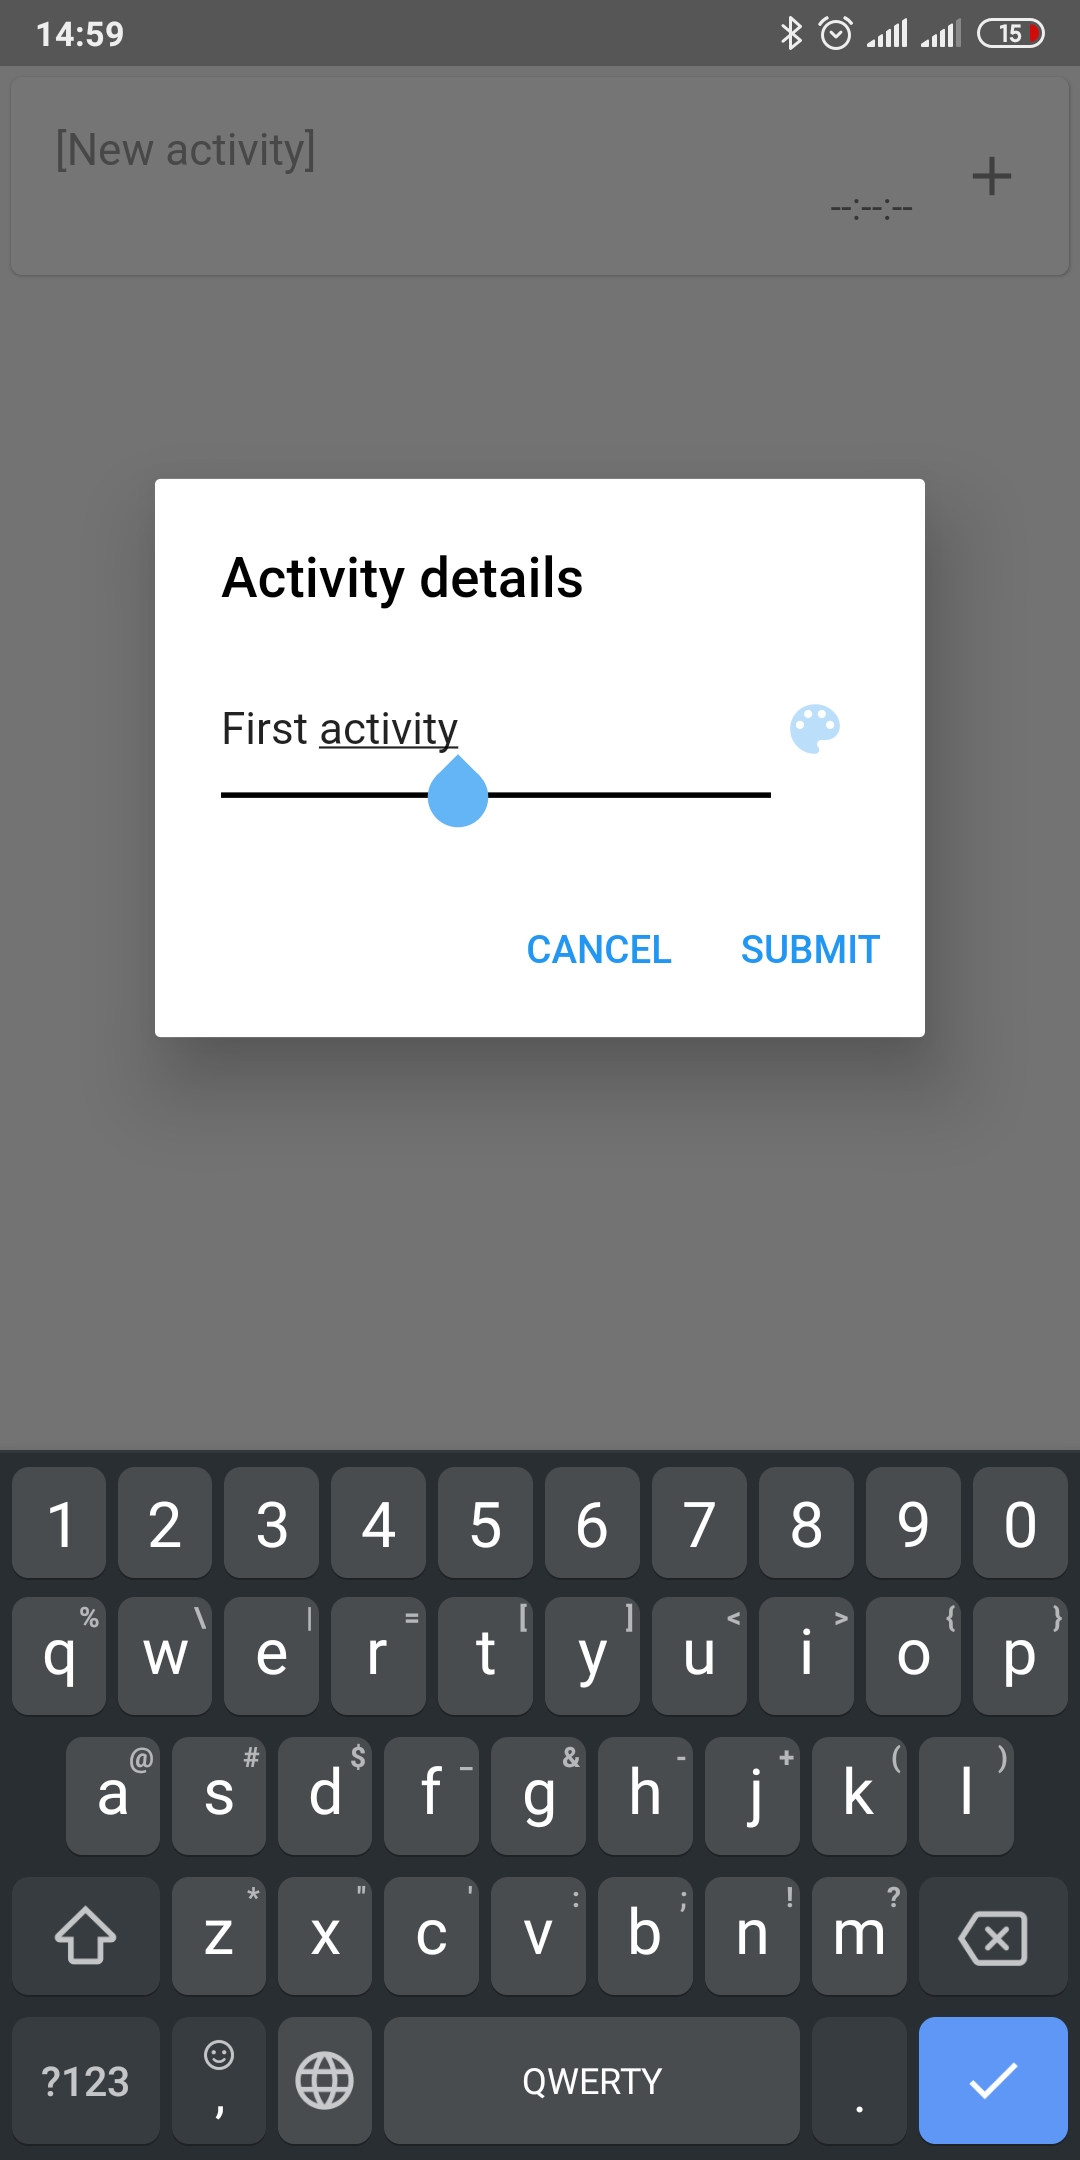 14:59
15
[New activity]
--:--:--
Activity details
First activity
CANCEL SUBMIT
1 2 3 4 5 6 7 8 9 0
% \ | = [ ] < > { }
q w e r t y u i o p
@ # $ _ & - + ( )
a s d f g h j k l
* " ' : ; ! ?
z x c v b n m
?123 , QWERTY .